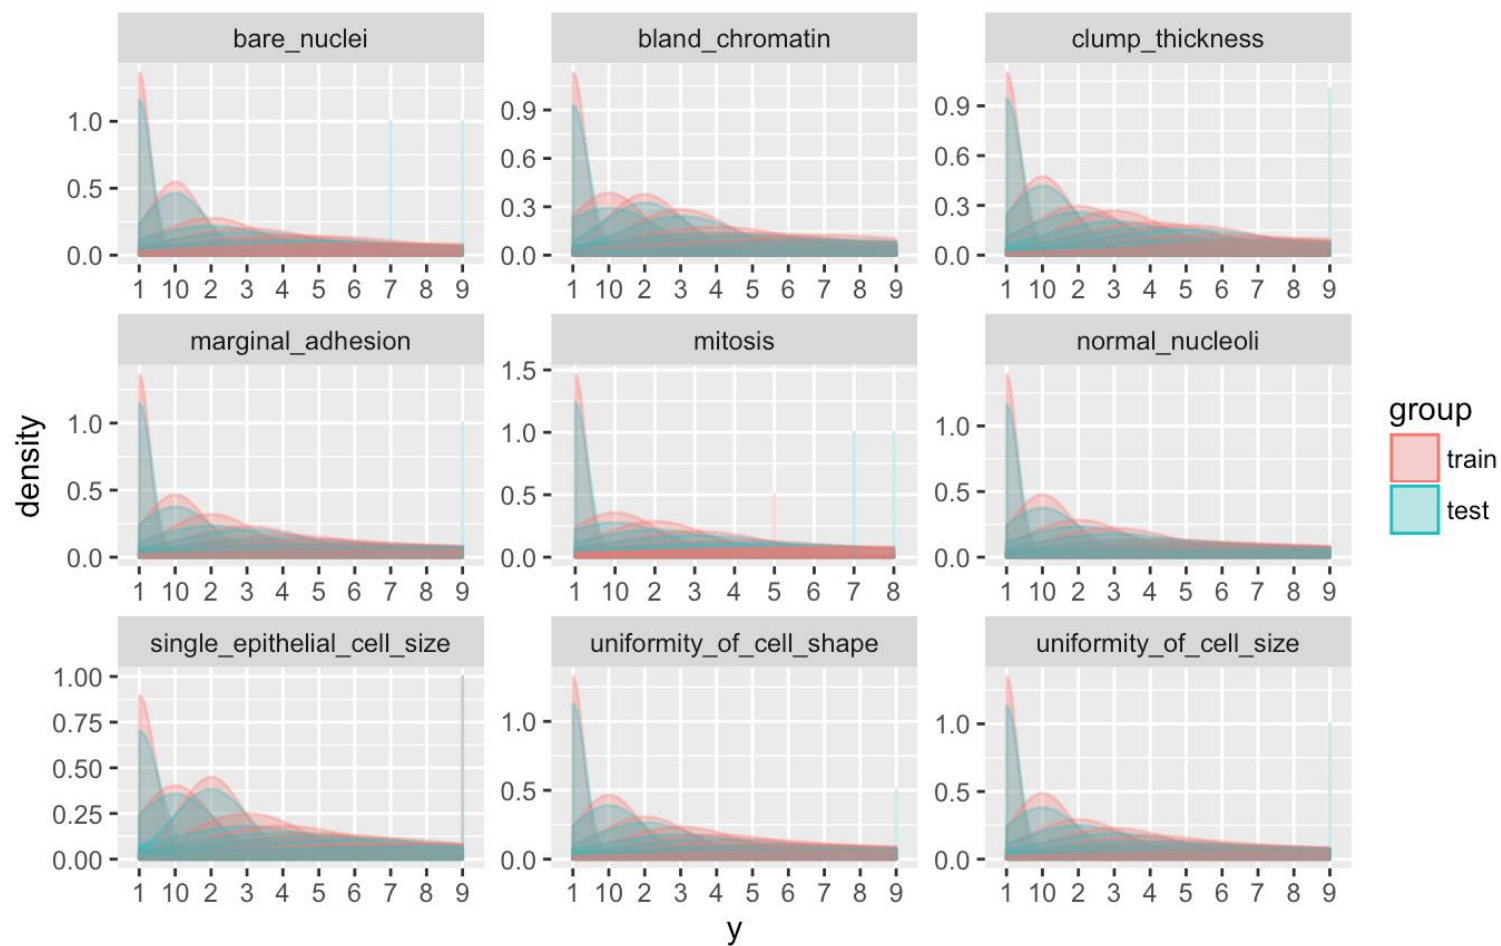 bare_nuclei bland_chromatin clump_thickness
1.0
0.5
0.0
0.9
0.6
0.3
0.0
0.9
0.6
0.3
0.0
1 10 2 3 4 5 6 7 8 9
1 10 2 3 4 5 6 7 8 9
1 10 2 3 4 5 6 7 8 9
marginal_adhesion mitosis normal_nucleoli
1.0
0.5
0.0
1.5
1.0
0.5
0.0
1.0
0.5
0.0
1 10 2 3 4 5 6 7 8 9
1 10 2 3 4 5 6 7 8
1 10 2 3 4 5 6 7 8 9
single_epithelial_cell_size uniformity_of_cell_shape uniformity_of_cell_size
1.00
0.75
0.50
0.25
0.00
1.0
0.5
0.0
1.0
0.5
0.0
1 10 2 3 4 5 6 7 8 9
1 10 2 3 4 5 6 7 8 9
1 10 2 3 4 5 6 7 8 9
density
y
group
train
test